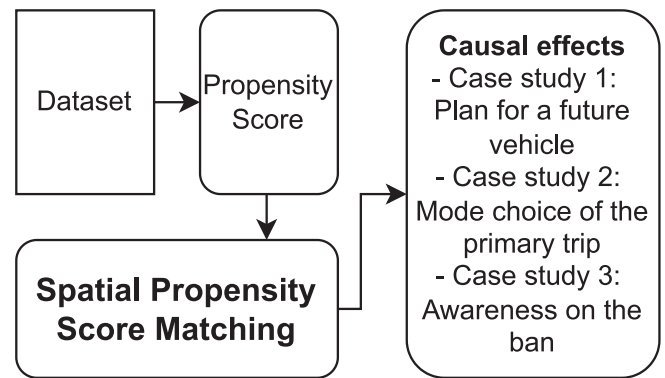 Dataset
Propensity
Score
Spatial Propensity
Score Matching
Causal effects
- Case study 1:
Plan for a future
vehicle
- Case study 2:
Mode choice of the
primary trip
- Case study 3:
Awareness on the
ban